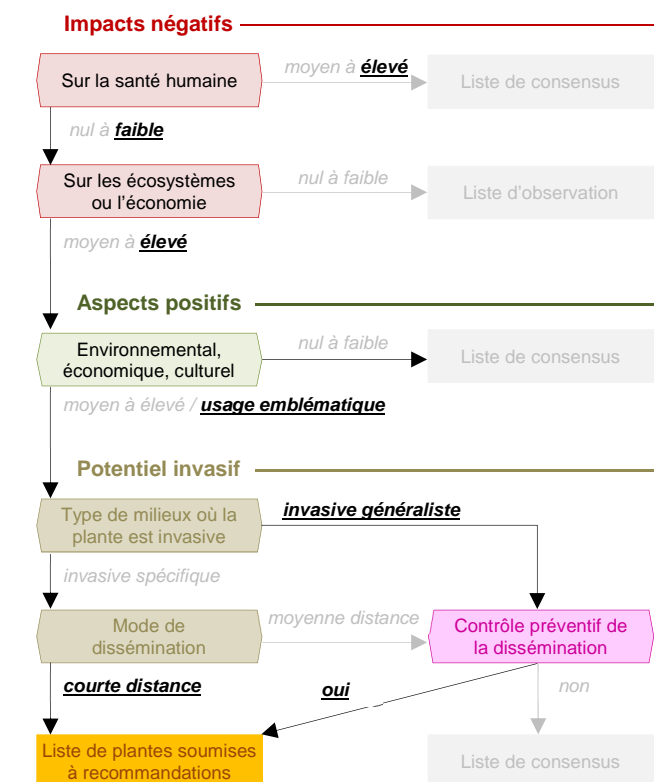 Impacts négatifs
Sur la santé humaine
moyen à élevé
Liste de consensus
nul à faible
Sur les écosystèmes
ou l'économie
nul à faible
Liste d'observation
moyen à élevé
Aspects positifs
Environnemental,
économique, culturel
nul à faible
Liste de consensus
moyen à élevé / usage emblématique
Potentiel invasif
Type de milieux où la
plante est invasive
invasive généraliste
invasive spécifique
Mode de
dissémination
moyenne distance
Contrôle préventif de
la dissémination
courte distance
oui
non
Liste de plantes soumises
à recommandations
Liste de consensus